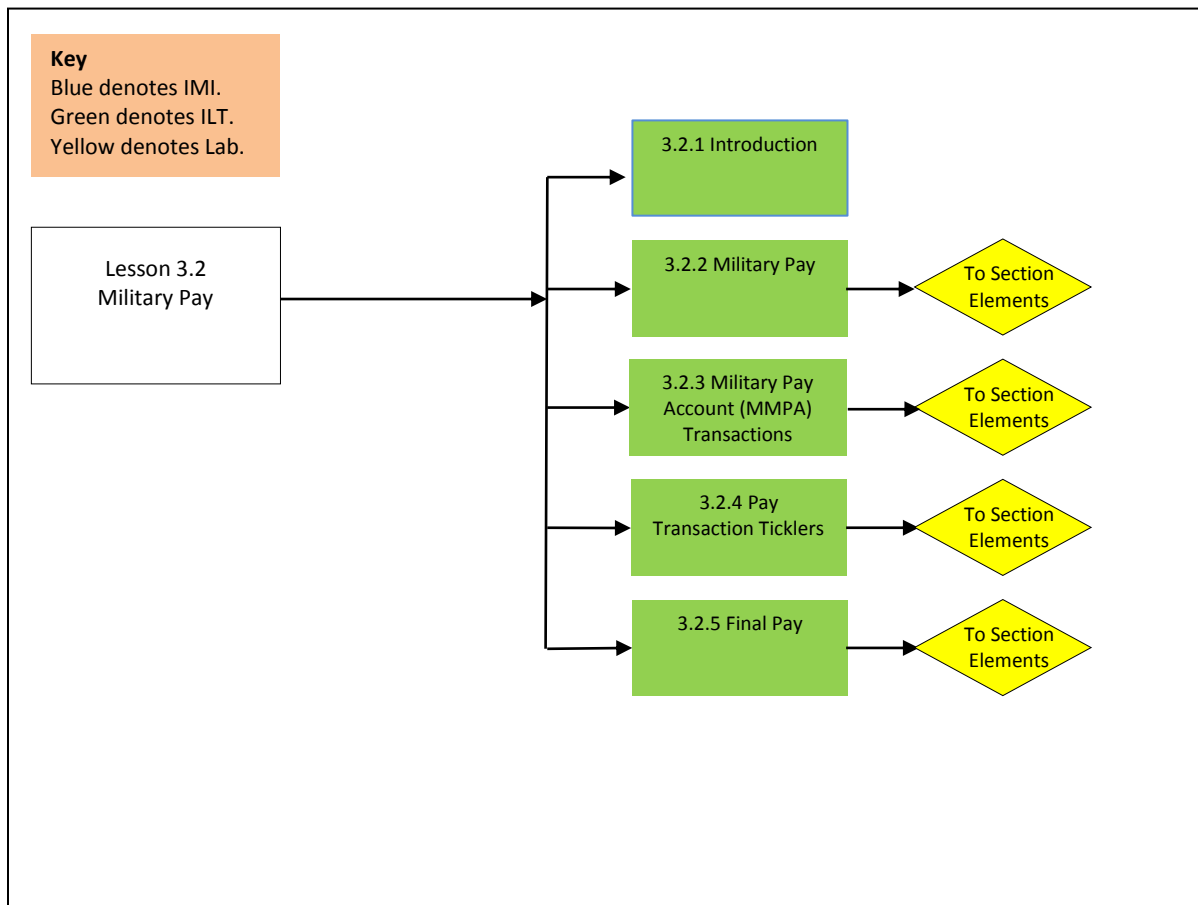 Key
Blue denotes IMI.
Green denotes ILT.
Yellow denotes Lab.
Lesson 3.2
Military Pay
3.2.1 Introduction
3.2.2 Military Pay
To Section
Elements
3.2.3 Military Pay
Account (MMPA)
Transactions
To Section
Elements
3.2.4 Pay
Transaction Ticklers
To Section
Elements
3.2.5 Final Pay
To Section
Elements